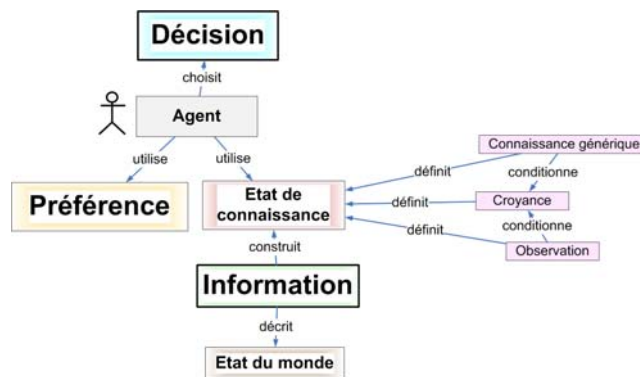 Décision
choisit
Agent
utilise
utilise
Préférence
Etat de
connaissance
Connaissance générique
définit
conditionne
définit
Croyance
conditionne
définit
Observation
construit
Information
décrit
Etat du monde